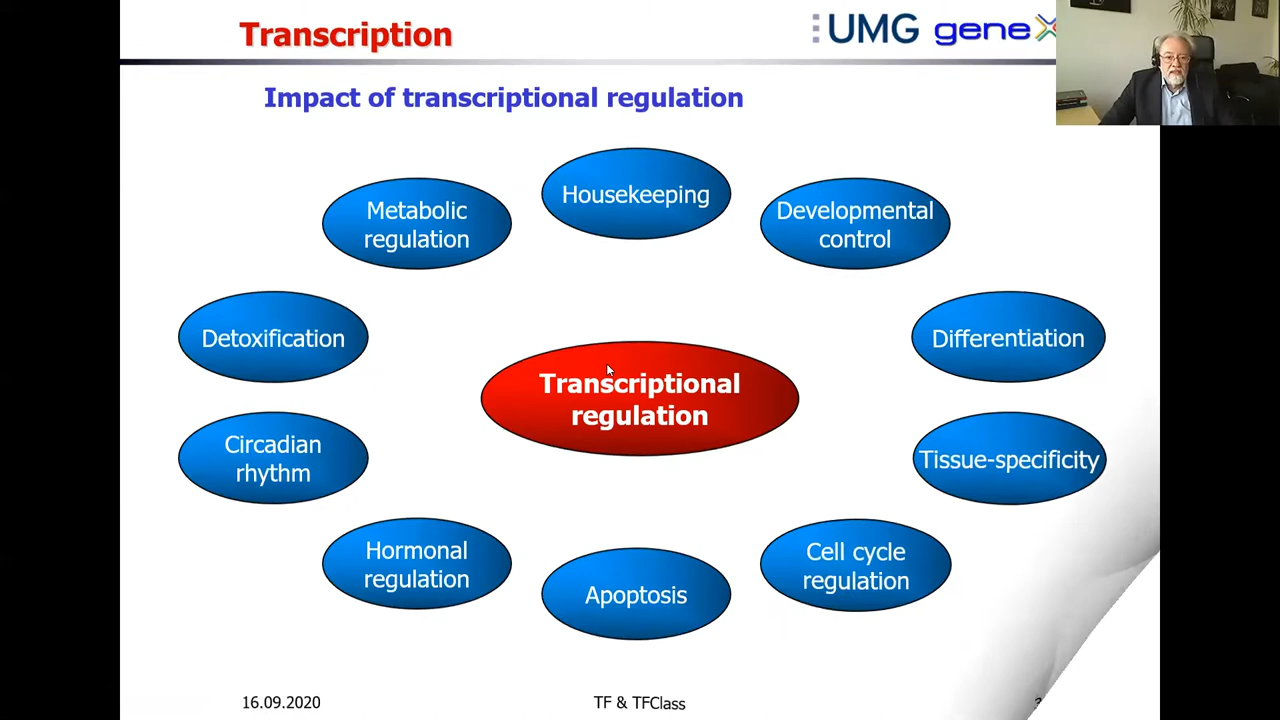 Transcription
UMG gene
Impact of transcriptional regulation
Housekeeping
Metabolic
regulation
Developmental
control
Detoxification
Differentiation
Transcriptional
regulation
Circadian
rhythm
Tissue-specificity
Hormonal
regulation
Cell cycle
regulation
Apoptosis
16.09.2020
TF & TFClass